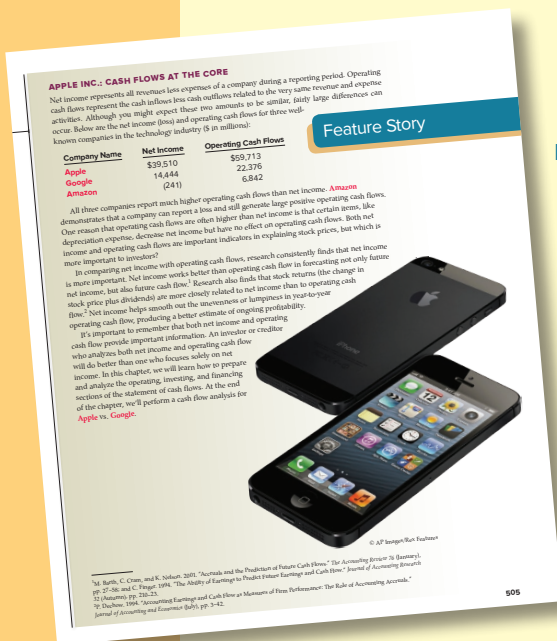 APPLE INC.: CASH FLOWS AT THE CORE
Net income represents all revenues less expenses of a company during a reporting period. Operating
cash flows represent the cash inflows less cash outflows related to the very same revenue and expense
activities. Although you might expect these two amounts to be similar, fairly large differences can
occur. Below are the net income (loss) and operating cash flows for three well-
known companies in the technology industry ($ in millions):
Feature Story
Company Name Net Income Operating Cash Flows
Apple $39,510 $59,713
Google 14,444 22,376
Amazon (241) 6,842
All three companies report much higher operating cash flows than net income. Amazon
demonstrates that a company can report a loss and still generate large positive operating cash flows.
One reason that operating cash flows are often higher than net income is that certain items, like
depreciation expense, decrease net income but have no effect on operating cash flows. Both net
income and operating cash flows are important indicators in explaining stock prices, but which is
more important to investors?
In comparing net income with operating cash flows, research consistently finds that net income
is more important. Net income works better than operating cash flow in forecasting not only future
net income, but also future cash flow.1 Research also finds that stock returns (the change in
stock price plus dividends) are more closely related to net income than to operating cash
flow.2 Net income helps smooth out the unevenness or lumpiness in year-to-year
operating cash flow, producing a better estimate of ongoing profitability.
It's important to remember that both net income and operating
cash flow provide important information. An investor or creditor
who analyzes both net income and operating cash flow
will do better than one who focuses solely on net
income. In this chapter, we will learn how to prepare
and analyze the operating, investing, and financing
sections of the statement of cash flows. At the end
of the chapter, we'll perform a cash flow analysis for
Apple vs. Google.
iPhone
© AP Images/Rex Features
1M. Barth, C. Cram, and K. Nelson. 2001. "Accruals and the Prediction of Future Cash Flows." The Accounting Review 76 (January),
pp. 27–58; and C. Finger. 1994. "The Ability of Earnings to Predict Future Earnings and Cash Flow." Journal of Accounting Research
32 (Autumn), pp. 210–23.
2P. Dechow. 1994. "Accounting Earnings and Cash Flow as Measures of Firm Performance: The Role of Accounting Accruals."
Journal of Accounting and Economics (July), pp. 3–42.
505